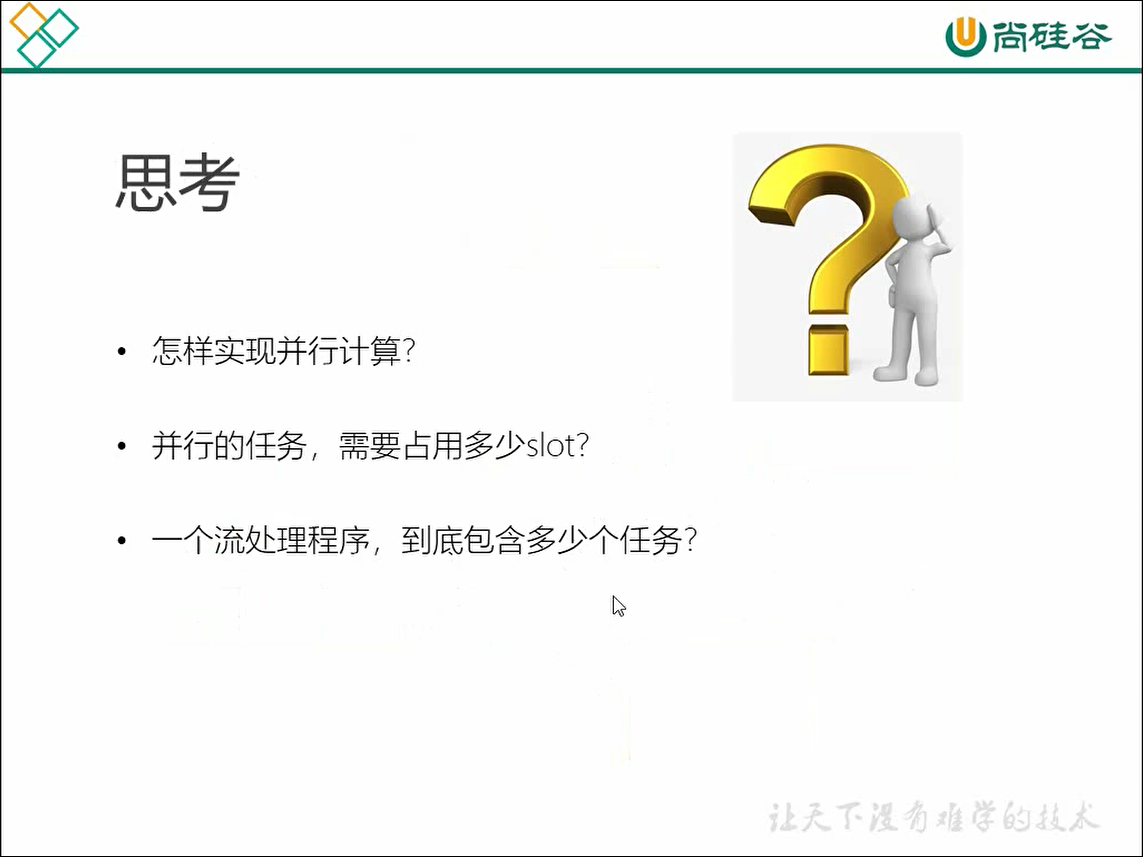 尚硅谷
思考
• 怎样实现并行计算？
• 并行的任务，需要占用多少slot？
• 一个流处理程序，到底包含多少个任务？
让天下没有难学的技术